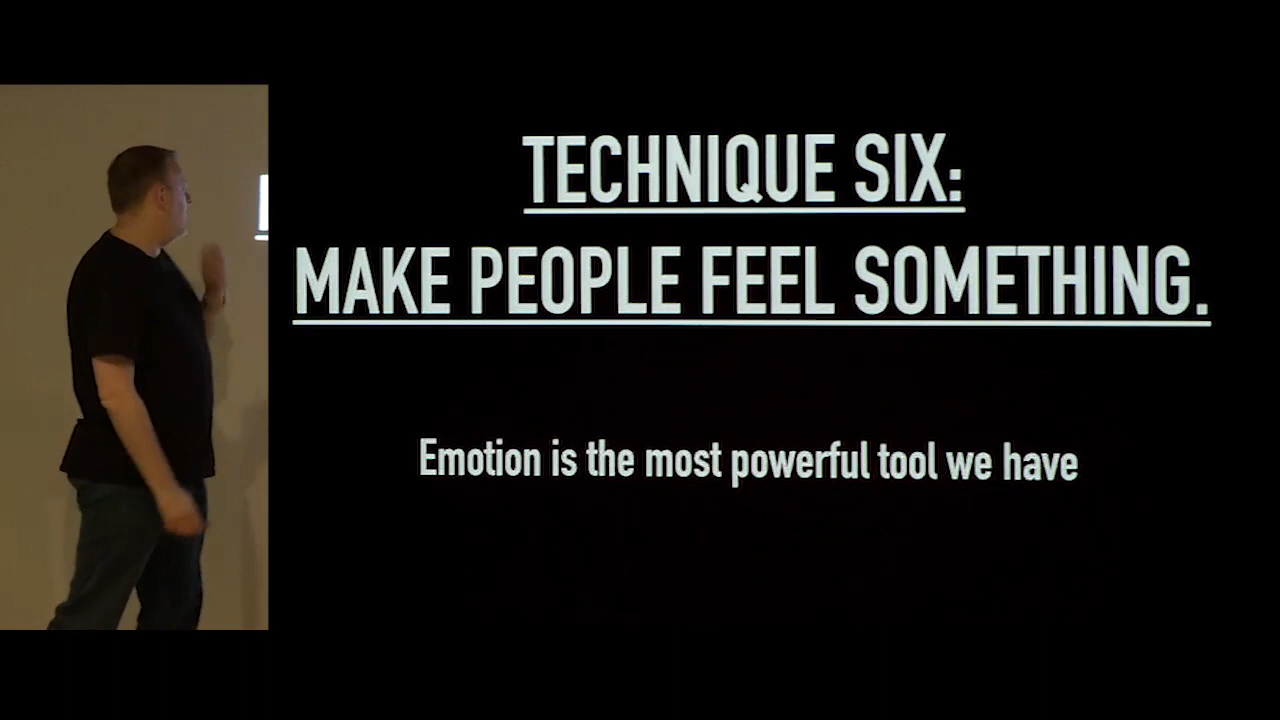 TECHNIQUE SIX:
MAKE PEOPLE FEEL SOMETHING.
Emotion is the most powerful tool we have